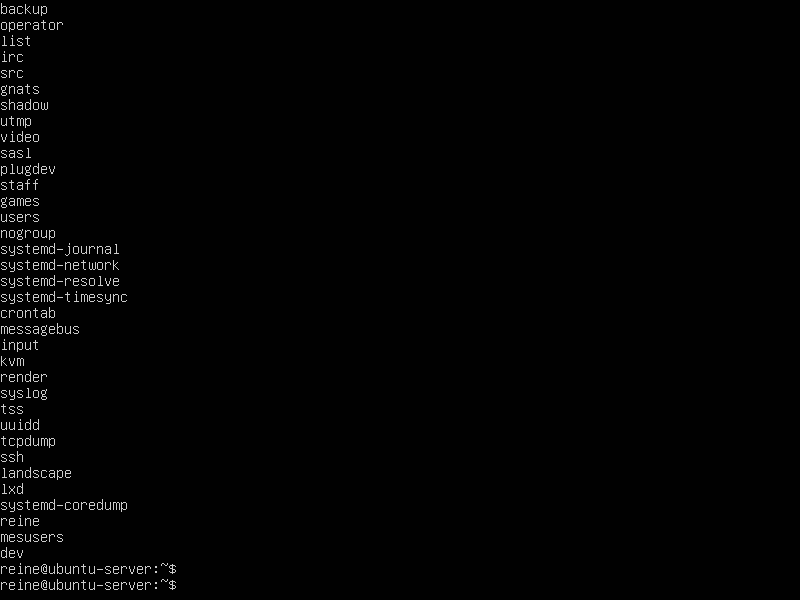 backup
operator
list
irc
src
gnats
shadow
utmp
video
sasl
plugdev
staff
games
users
nogroup
systemd-journal
systemd-network
systemd-resolve
systemd-timesync
crontab
messagebus
input
kvm
render
syslog
tss
uuidd
tcpdump
ssh
landscape
lxd
systemd-coredump
reine
mesusers
dev
reine@ubuntu-server:~$
reine@ubuntu-server:~$